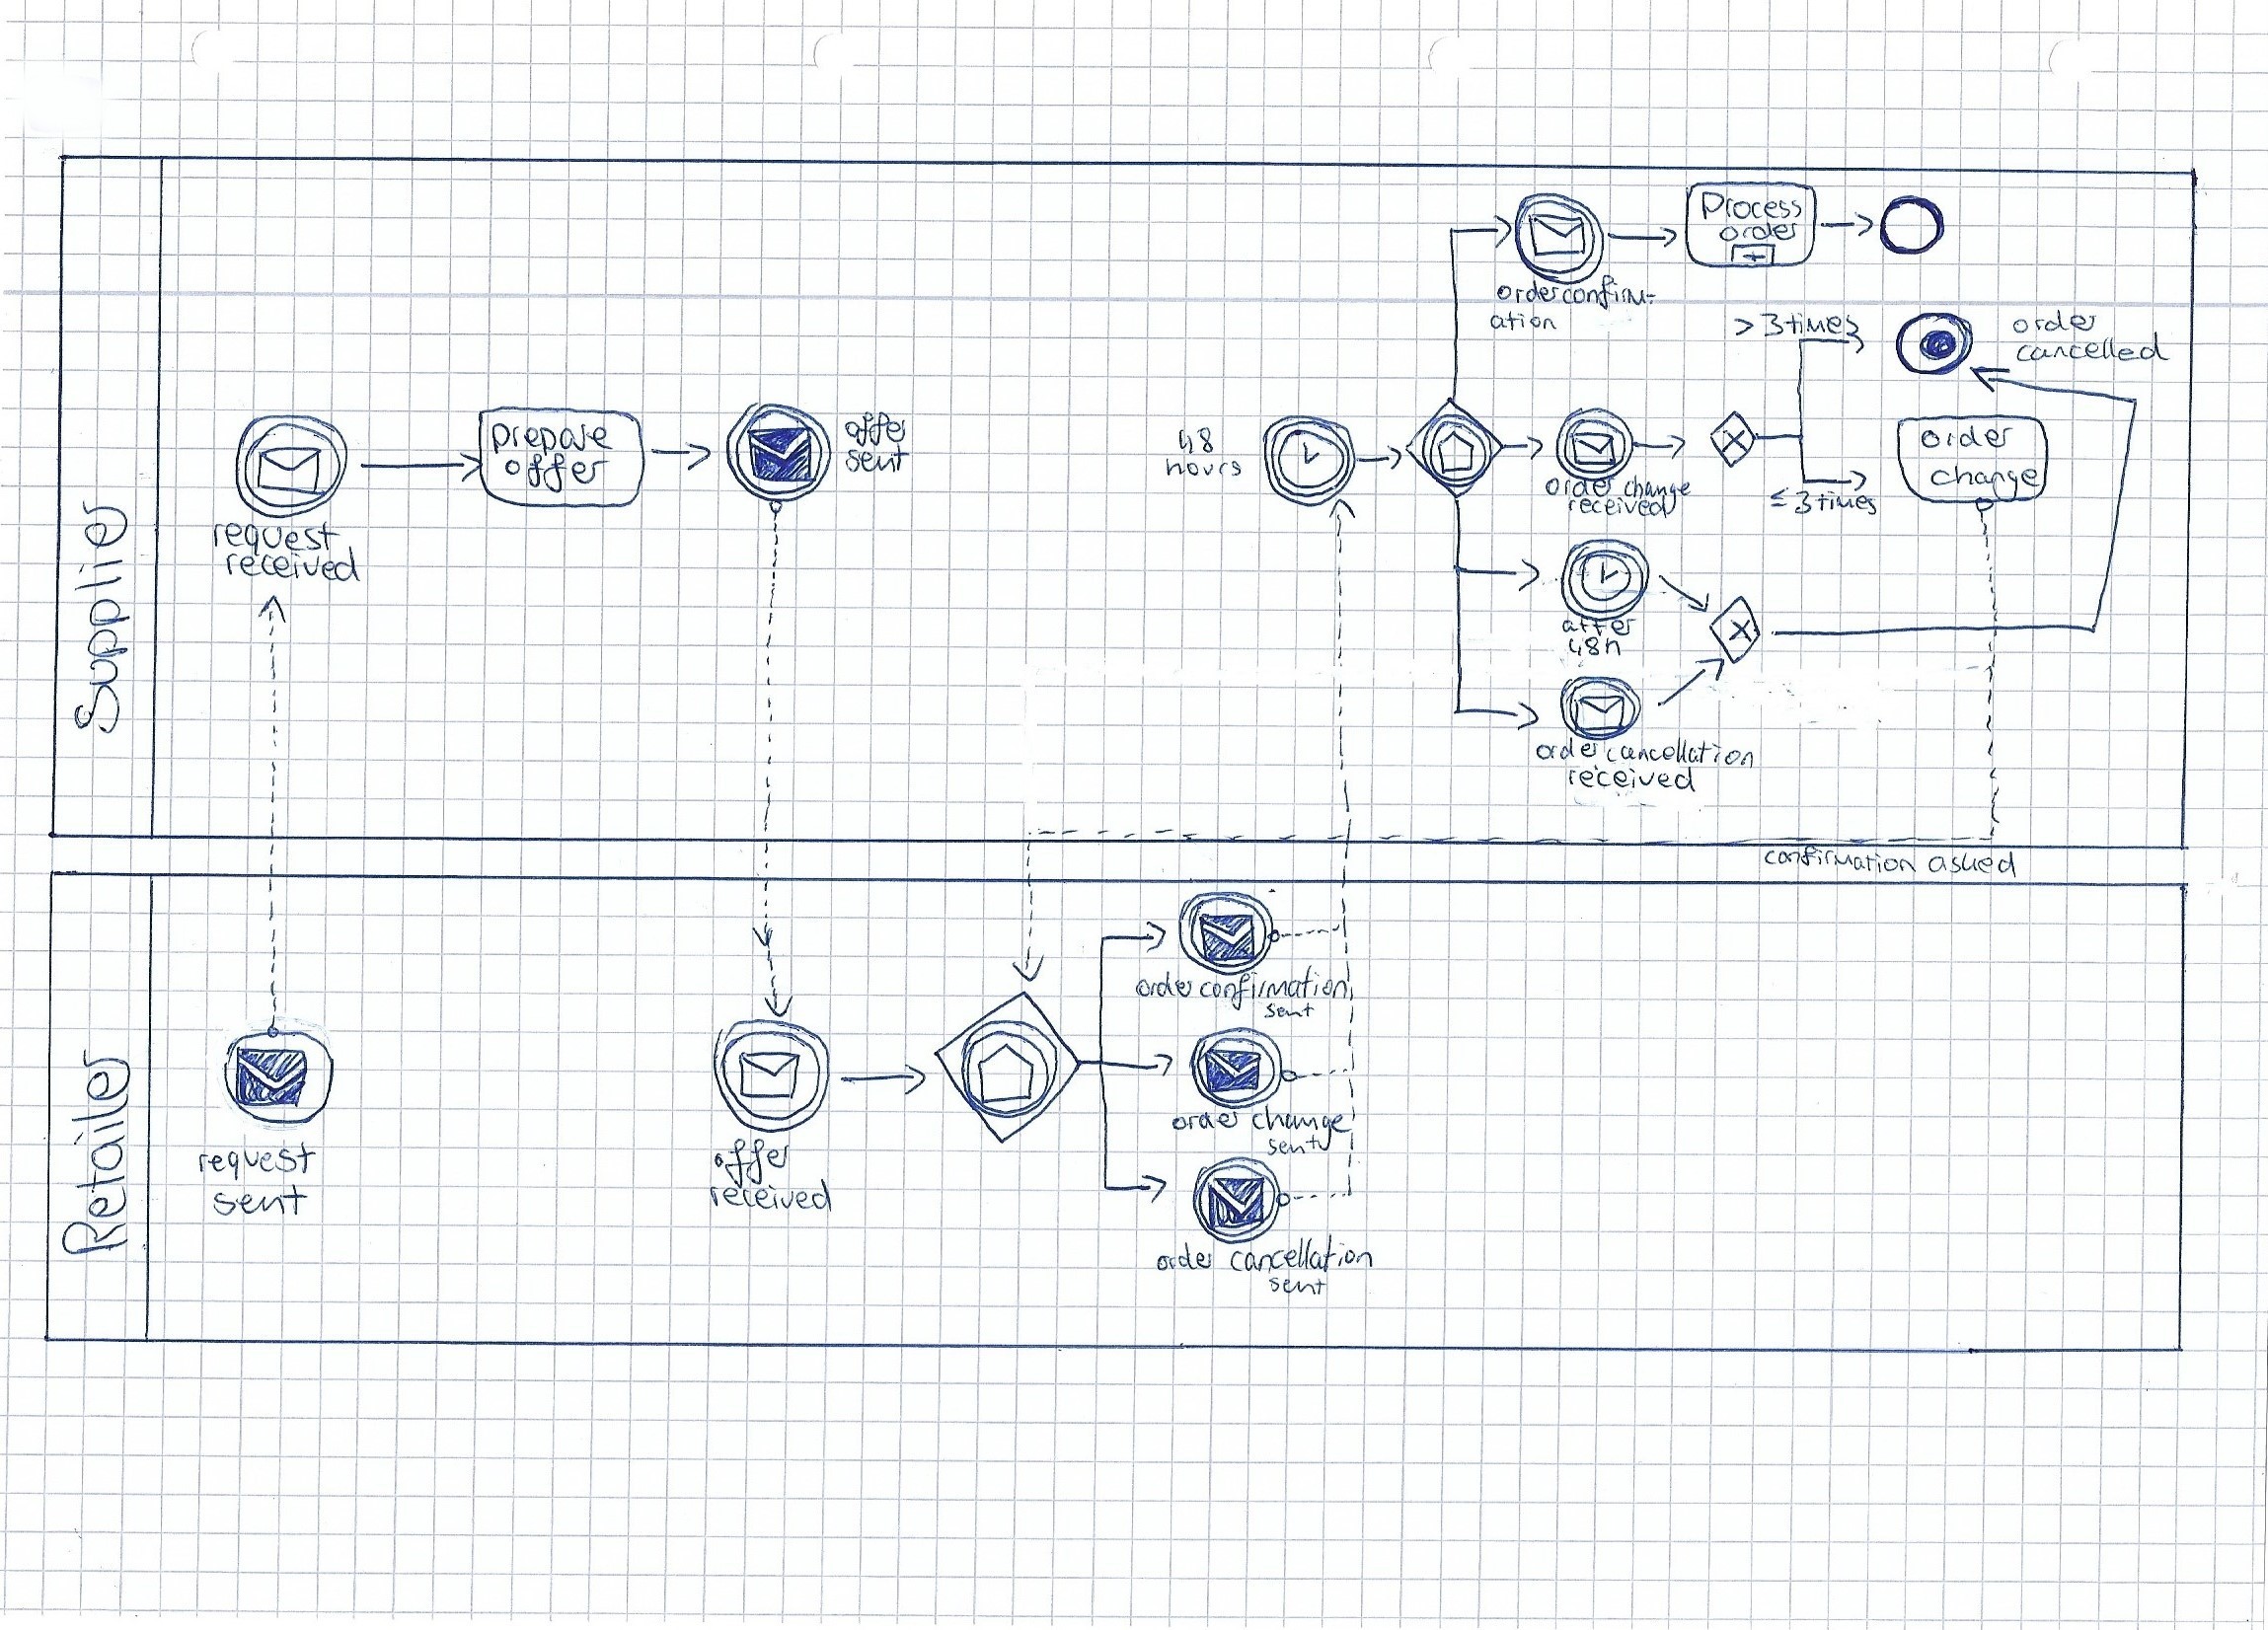 Supplier
request
received
prepare
offer
offer
sent
48
hours
order confirm-
ation
Process
order
> 3 times
order
cancelled
order change
received
≤ 3 times
order
change
after
48h
order cancellation
received
confirmation asked
Retailer
request
sent
offer
received
order confirmation
sent
order change
sent
order cancellation
sent